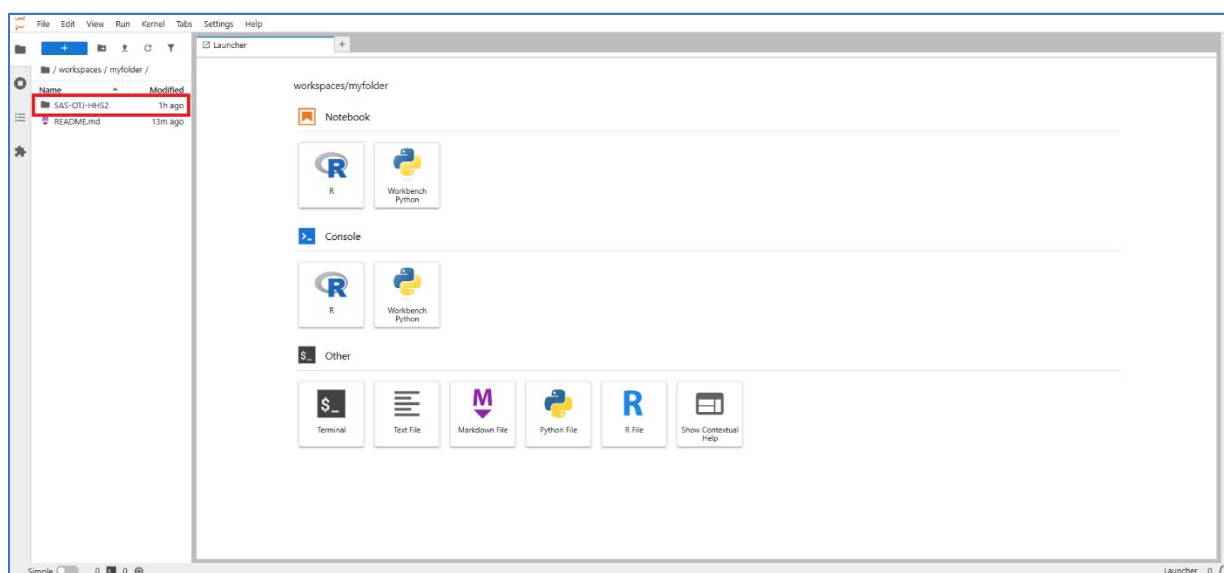 File Edit View Run Kernel Tabs Settings Help
Launcher
/ workspaces / myfolder /
Name Modified
SAS-OTJ-HHS2 1h ago
README.md 13m ago
workspaces/myfolder
Notebook
R
Workbench
Python
Console
R
Workbench
Python
$_ Other
$_
Terminal
Text File
M
Markdown File
Python File
R
R File
Show Contextual
Help
Simple 0 0
Launcher 0